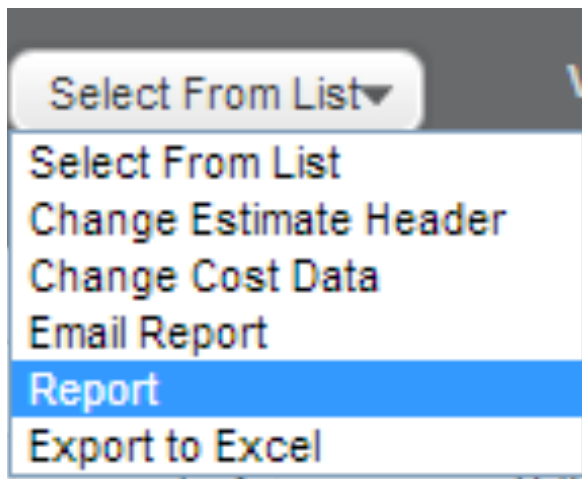 Select From List
Select From List
Change Estimate Header
Change Cost Data
Email Report
Report
Export to Excel